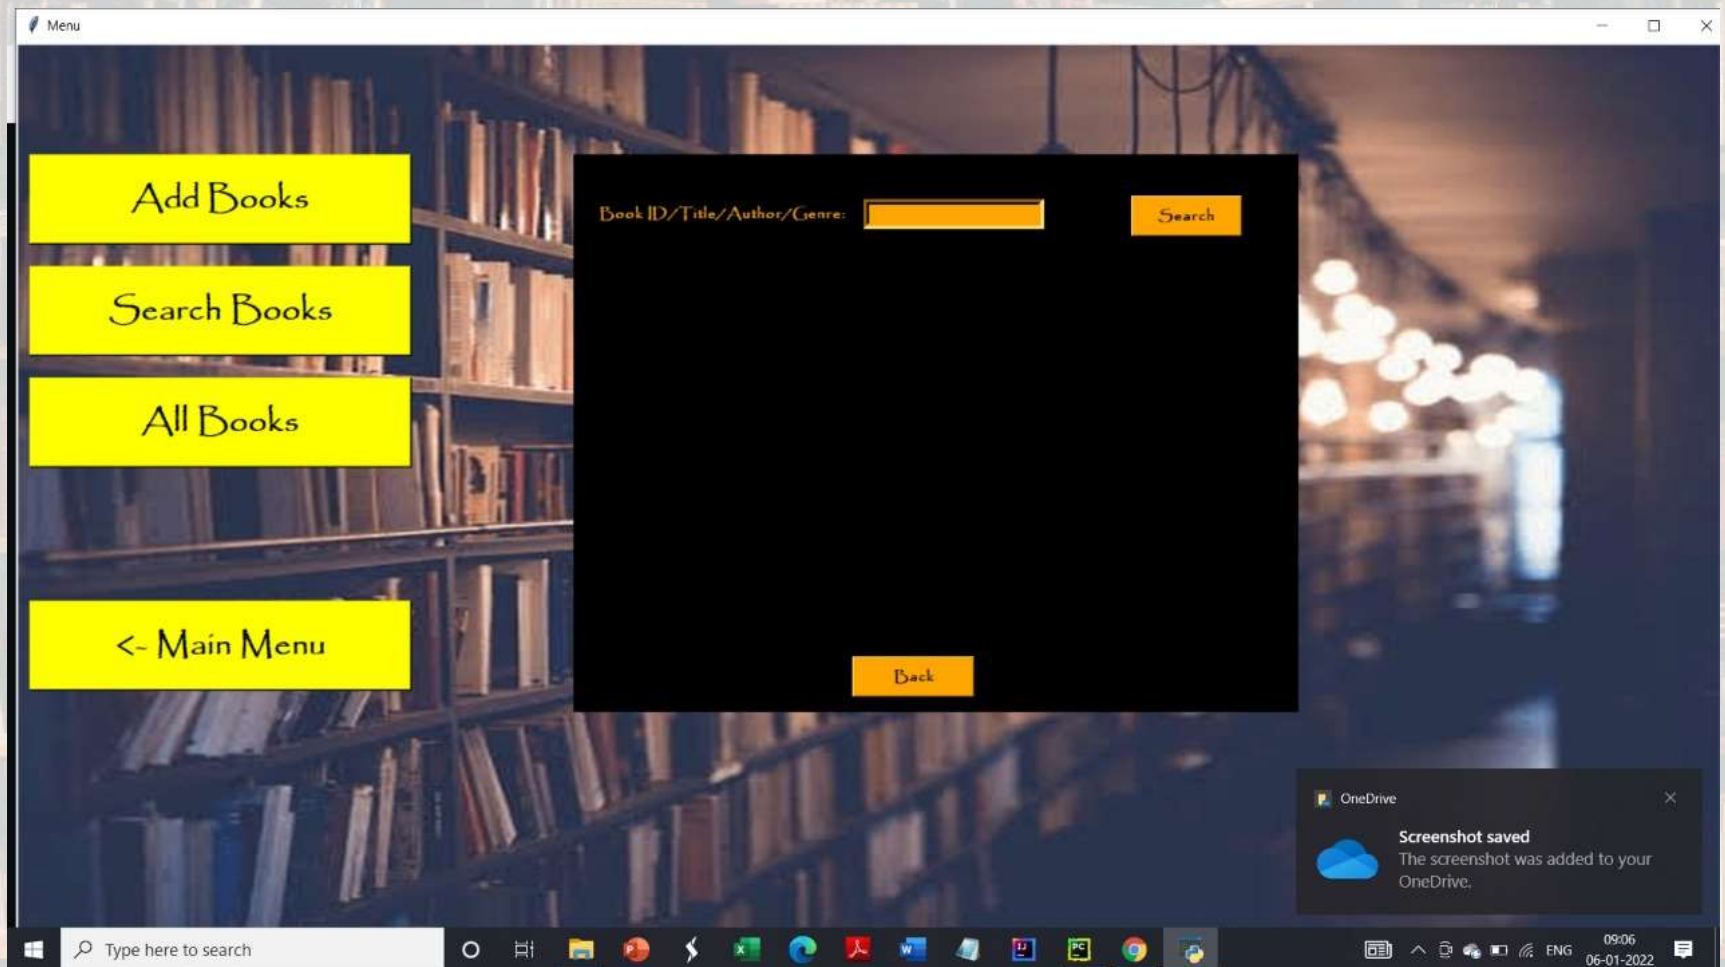 Menu
Add Books
Search Books
All Books
<- Main Menu
Book ID/Title/Author/Genre:
Search
Back
OneDrive
Screenshot saved
The screenshot was added to your
OneDrive.
Type here to search
ENG
09:06
06-01-2022